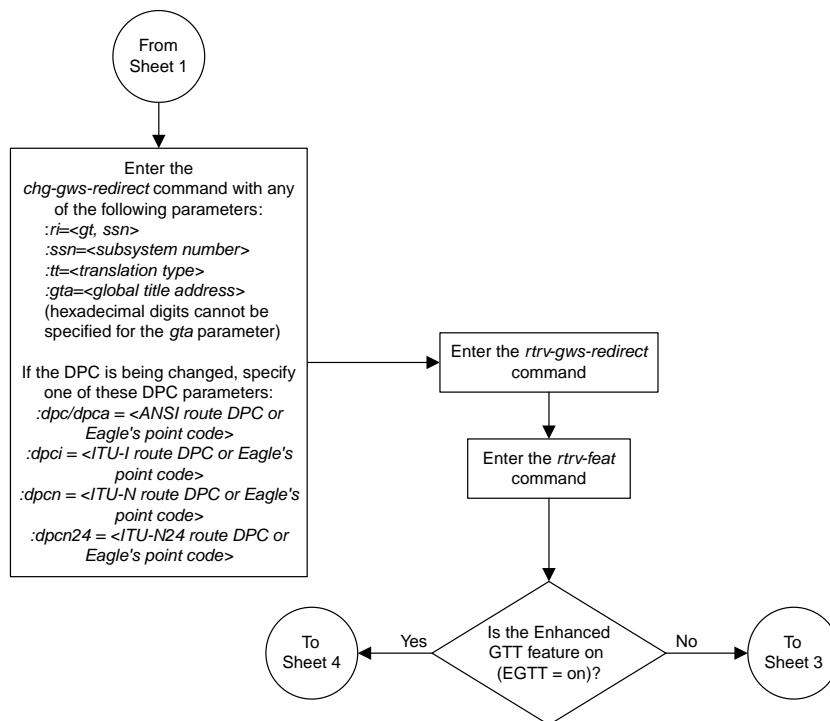 From
Sheet 1
Enter the
chg-gws-redirect command with any
of the following parameters:
:ri=<gt, ssn>
:ssn=<subsystem number>
:tt=<translation type>
:gta=<global title address>
(hexadecimal digits cannot be
specified for the gta parameter)
If the DPC is being changed, specify
one of these DPC parameters:
:dpc/dpca = <ANSI route DPC or
Eagle's point code>
:dpci = <ITU-I route DPC or Eagle's
point code>
:dpcn = <ITU-N route DPC or Eagle's
point code>
:dpcn24 = <ITU-N24 route DPC or
Eagle's point code>
Enter the rtrv-gws-redirect
command
Enter the rtrv-feat
command
Is the Enhanced
GTT feature on
(EGTT = on)?
Yes
To
Sheet 4
No
To
Sheet 3